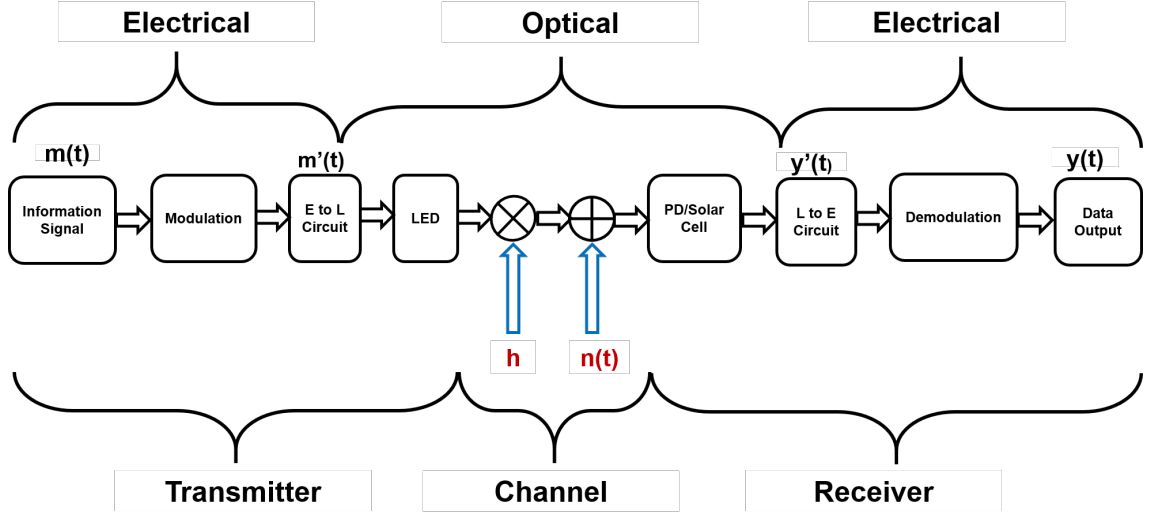 Electrical
Optical
Electrical
m(t)
m’(t)
y’(t)
y(t)
Information
Signal
Modulation
E to L
Circuit
LED
PD/Solar
Cell
L to E
Circuit
Demodulation
Data
Output
h
n(t)
Transmitter
Channel
Receiver